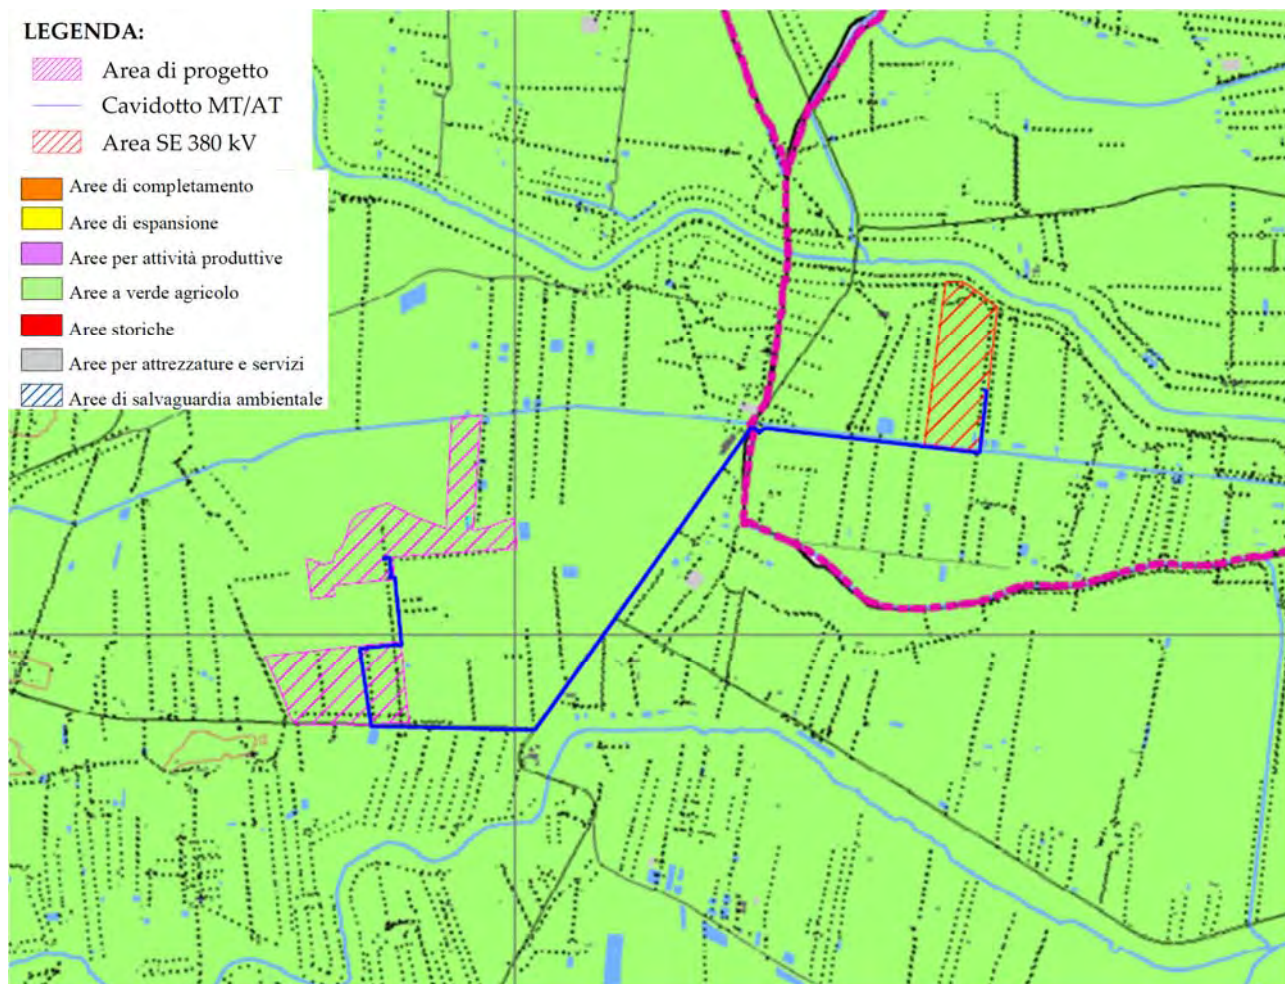 LEGENDA:
Area di progetto
Cavidotto MT/AT
Area SE 380 kV
Aree di completamento
Aree di espansione
Aree per attività produttive
Aree a verde agricolo
Aree storiche
Aree per attrezzature e servizi
Aree di salvaguardia ambientale